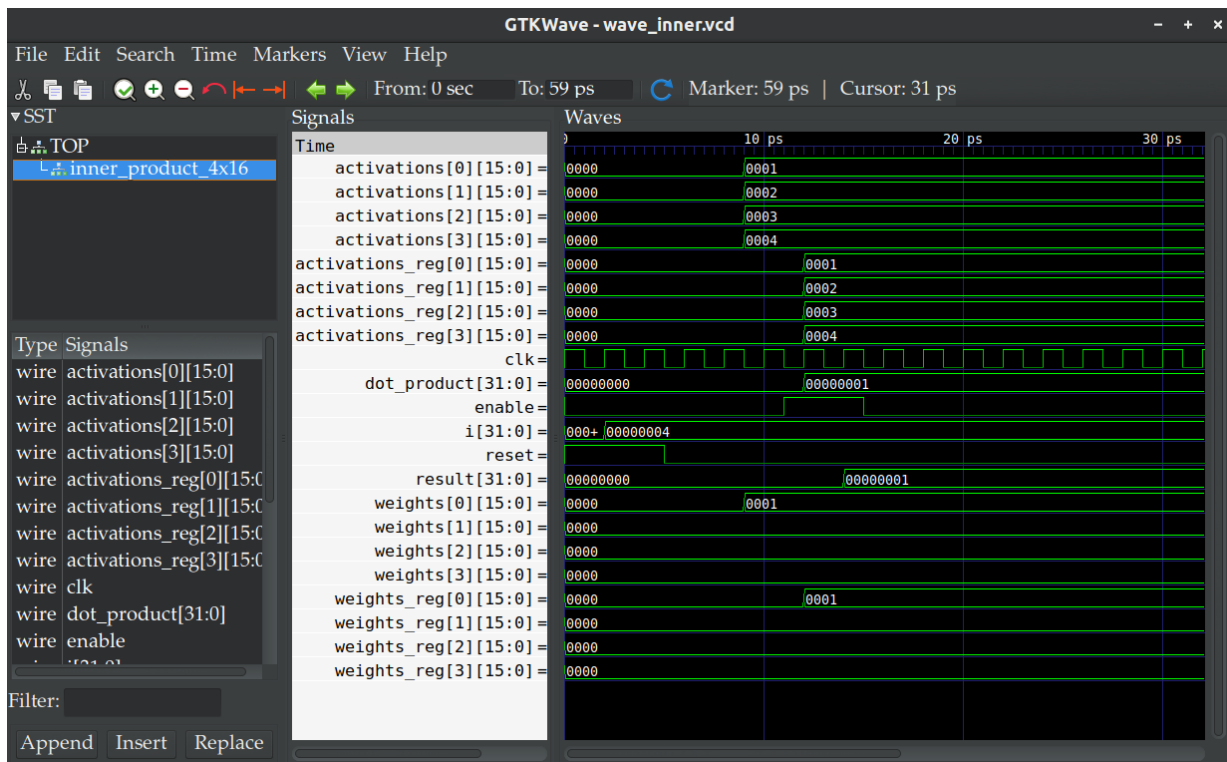 GTKWave - wave_inner.vcd
File Edit Search Time Markers View Help
From: 0 sec To: 59 ps Marker: 59 ps | Cursor: 31 ps
SST
TOP
inner_product_4x16
Type Signals
wire activations[0][15:0]
wire activations[1][15:0]
wire activations[2][15:0]
wire activations[3][15:0]
wire activations_reg[0][15:0
wire activations_reg[1][15:0
wire activations_reg[2][15:0
wire activations_reg[3][15:0
wire clk
wire dot_product[31:0]
wire enable
Filter:
Append Insert Replace
Signals
Time
activations[0][15:0]=
activations[1][15:0]=
activations[2][15:0]=
activations[3][15:0]=
activations_reg[0][15:0]=
activations_reg[1][15:0]=
activations_reg[2][15:0]=
activations_reg[3][15:0]=
clk=
dot_product[31:0]=
enable=
i[31:0]=
reset=
result[31:0]=
weights[0][15:0]=
weights[1][15:0]=
weights[2][15:0]=
weights[3][15:0]=
weights_reg[0][15:0]=
weights_reg[1][15:0]=
weights_reg[2][15:0]=
weights_reg[3][15:0]=
Waves
10 ps 20 ps 30 ps
0000 0001
0000 0002
0000 0003
0000 0004
0000 0001
0000 0002
0000 0003
0000 0004
00000000 00000001
000+ 00000004
00000000 00000001
0000 0001
0000
0000
0000
0000 0001
0000
0000
0000